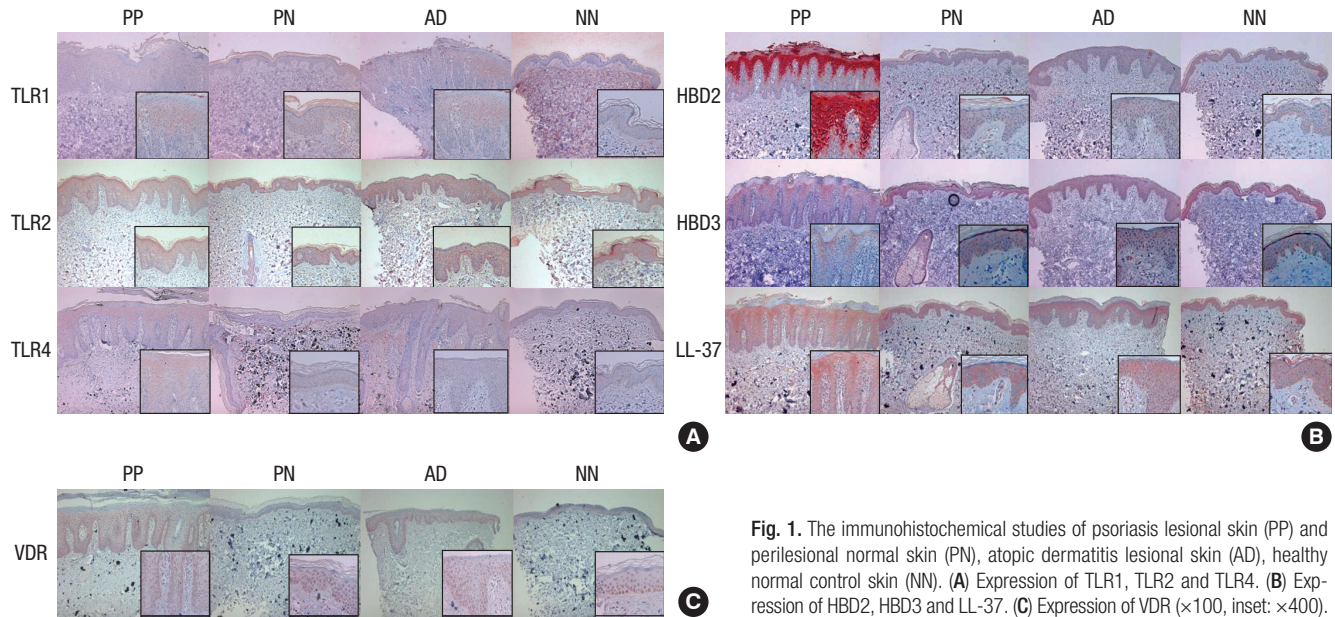 PP PN AD NN
TLR1
TLR2
TLR4
A
PP PN AD NN
HBD2
HBD3
LL-37
B
PP PN AD NN
VDR
C
Fig. 1. The immunohistochemical studies of psoriasis lesional skin (PP) and
perilesional normal skin (PN), atopic dermatitis lesional skin (AD), healthy
normal control skin (NN). (A) Expression of TLR1, TLR2 and TLR4. (B) Exp-
ression of HBD2, HBD3 and LL-37. (C) Expression of VDR (×100, inset: ×400).